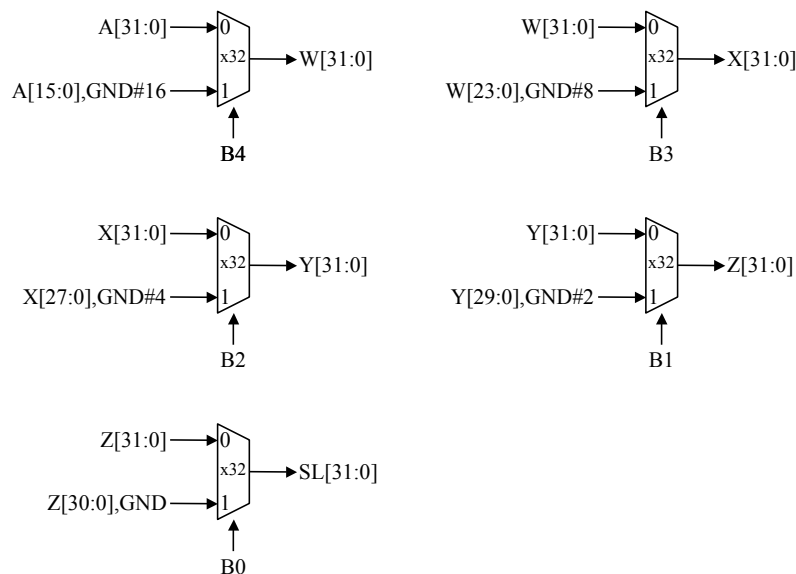 A[31:0] 0 x32 W[31:0]
A[15:0],GND#16 1
B4
W[31:0] 0 x32 X[31:0]
W[23:0],GND#8 1
B3
X[31:0] 0 x32 Y[31:0]
X[27:0],GND#4 1
B2
Y[31:0] 0 x32 Z[31:0]
Y[29:0],GND#2 1
B1
Z[31:0] 0 x32 SL[31:0]
Z[30:0],GND 1
B0